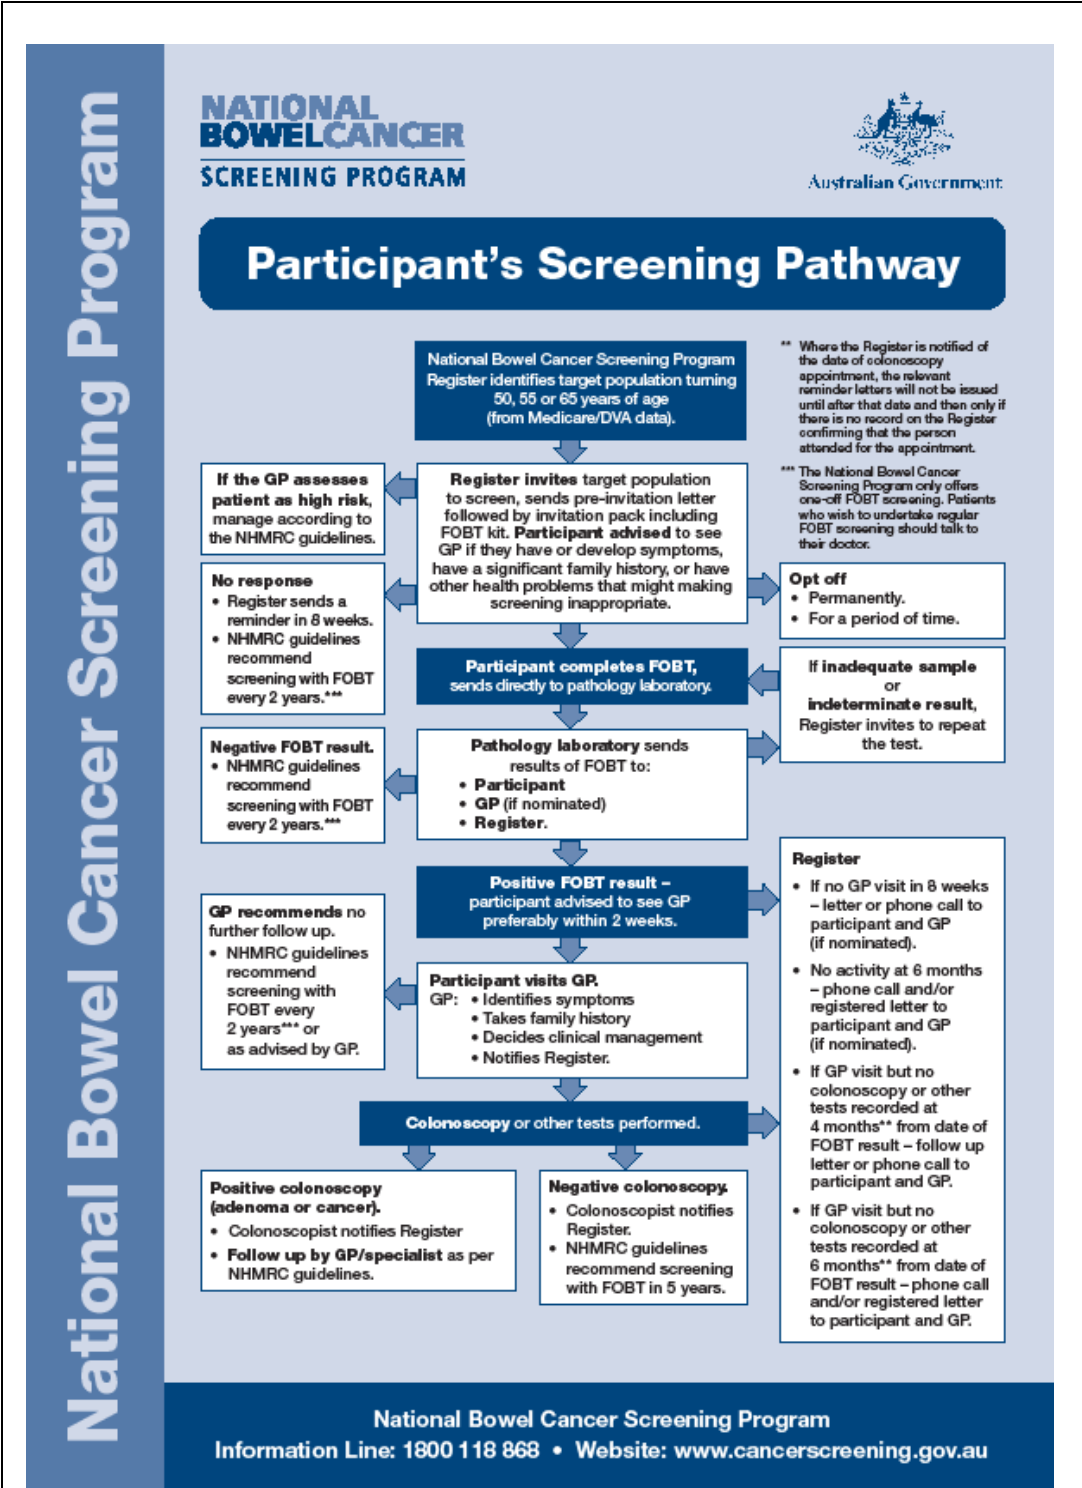 National Bowel Cancer Screening Program
NATIONAL
BOWELCANCER
SCREENING PROGRAM
Australian Government
Participant's Screening Pathway
National Bowel Cancer Screening Program
Register identifies target population turning
50, 55 or 65 years of age
(from Medicare/DVA data).
** Where the Register is notified of
the date of colonoscopy
appointment, the relevant
reminder letters will not be issued
until after that date and then only if
there is no record on the Register
confirming that the person
attended for the appointment.
*** The National Bowel Cancer
Screening Program only offers
one-off FOBT screening. Patients
who wish to undertake regular
FOBT screening should talk to
their doctor.
If the GP assesses
patient as high risk,
manage according to
the NHMRC guidelines.
Register invites target population
to screen, sends pre-invitation letter
followed by invitation pack including
FOBT kit. Participant advised to see
GP if they have or develop symptoms,
have a significant family history, or have
other health problems that might making
screening inappropriate.
No response
• Register sends a
reminder in 8 weeks.
• NHMRC guidelines
recommend
screening with FOBT
every 2 years.***
Opt off
• Permanently.
• For a period of time.
Participant completes FOBT,
sends directly to pathology laboratory.
If inadequate sample
or
indeterminate result,
Register invites to repeat
the test.
Negative FOBT result.
• NHMRC guidelines
recommend
screening with FOBT
every 2 years.***
Pathology laboratory sends
results of FOBT to:
• Participant
• GP (if nominated)
• Register.
Positive FOBT result –
participant advised to see GP
preferably within 2 weeks.
Register
• If no GP visit in 8 weeks
– letter or phone call to
participant and GP
(if nominated).
• No activity at 6 months
– phone call and/or
registered letter to
participant and GP
(if nominated).
• If GP visit but no
colonoscopy or other
tests recorded at
4 months** from date of
FOBT result – follow up
letter or phone call to
participant and GP.
• If GP visit but no
colonoscopy or other
tests recorded at
6 months** from date of
FOBT result – phone call
and/or registered letter
to participant and GP.
GP recommends no
further follow up.
• NHMRC guidelines
recommend
screening with
FOBT every
2 years*** or
as advised by GP.
Participant visits GP.
GP: • Identifies symptoms
• Takes family history
• Decides clinical management
• Notifies Register.
Colonoscopy or other tests performed.
Positive colonoscopy
(adenoma or cancer).
• Colonoscopist notifies Register
• Follow up by GP/specialist as per
NHMRC guidelines.
Negative colonoscopy.
• Colonoscopist notifies
Register.
• NHMRC guidelines
recommend screening
with FOBT in 5 years.
National Bowel Cancer Screening Program
Information Line: 1800 118 868 • Website: www.cancerscreening.gov.au